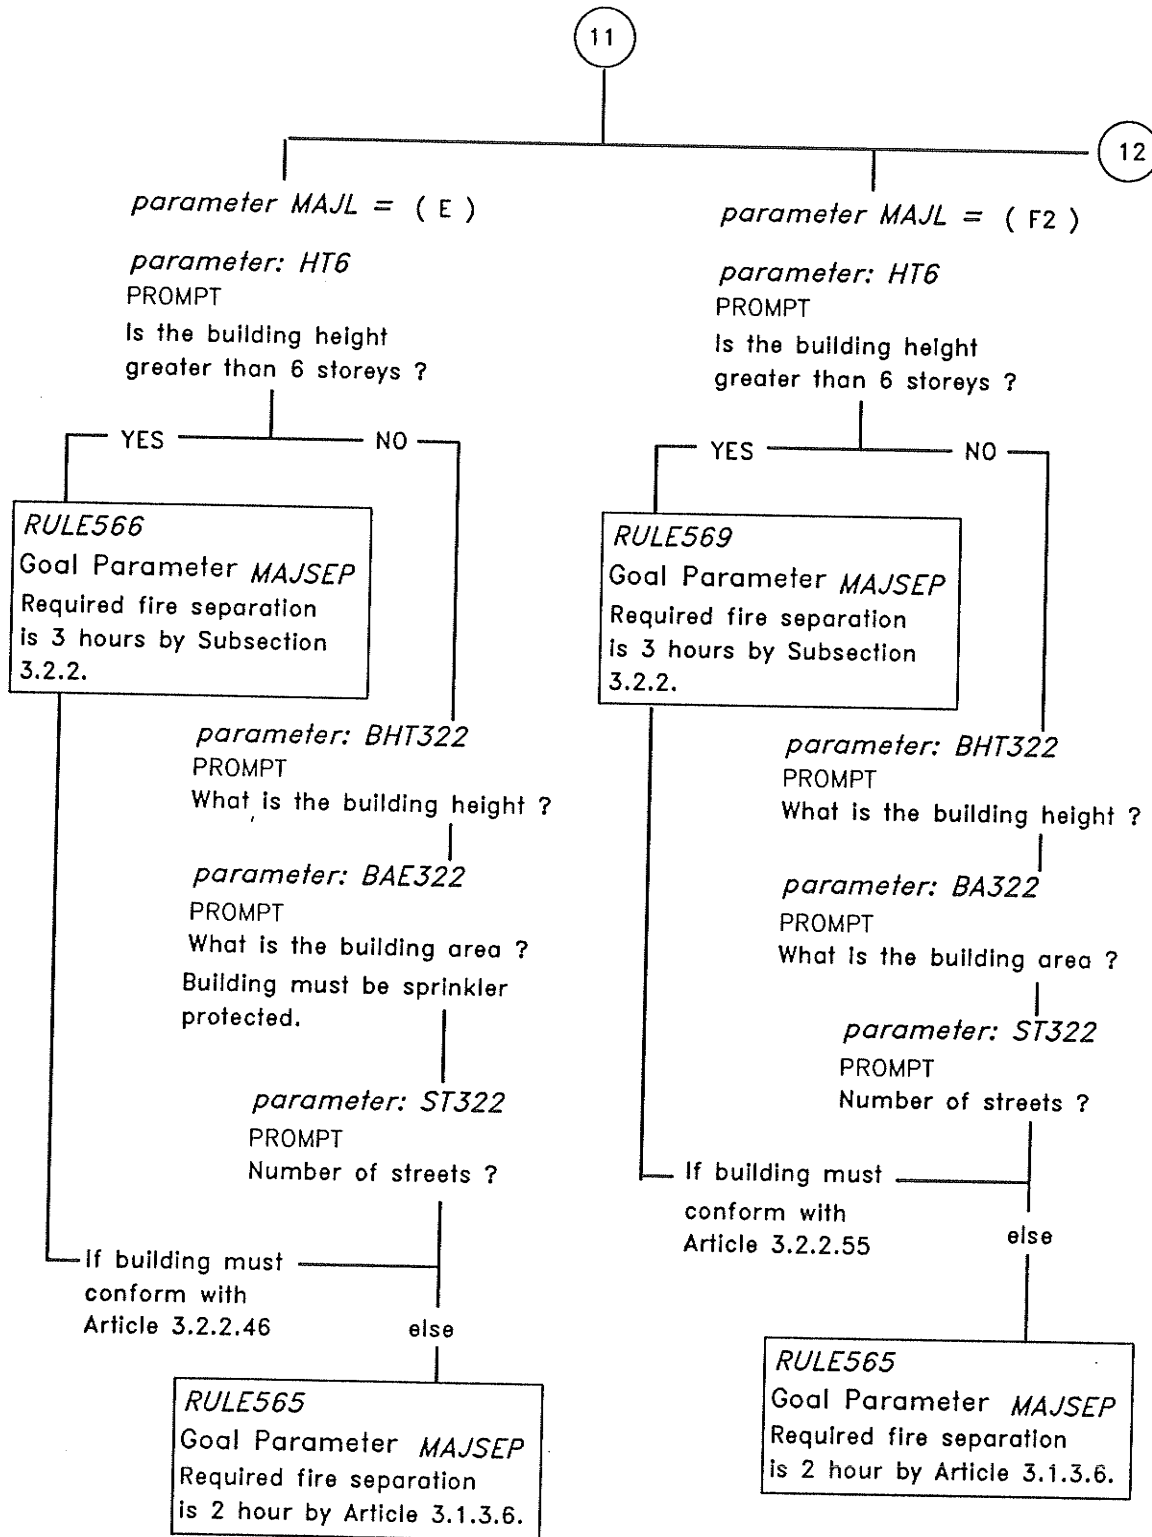 11
12
parameter MAJL = ( E )
parameter: HT6
PROMPT
Is the building height
greater than 6 storeys ?
YES
NO
RULE566
Goal Parameter MAJSEP
Required fire separation
is 3 hours by Subsection
3.2.2.
parameter: BHT322
PROMPT
What is the building height ?
parameter: BAE322
PROMPT
What is the building area ?
Building must be sprinkler
protected.
parameter: ST322
PROMPT
Number of streets ?
If building must
conform with
Article 3.2.2.46
else
RULE565
Goal Parameter MAJSEP
Required fire separation
is 2 hour by Article 3.1.3.6.
parameter MAJL = ( F2 )
parameter: HT6
PROMPT
Is the building height
greater than 6 storeys ?
YES
NO
RULE569
Goal Parameter MAJSEP
Required fire separation
is 3 hours by Subsection
3.2.2.
parameter: BHT322
PROMPT
What is the building height ?
parameter: BA322
PROMPT
What is the building area ?
parameter: ST322
PROMPT
Number of streets ?
If building must
conform with
Article 3.2.2.55
else
RULE565
Goal Parameter MAJSEP
Required fire separation
is 2 hour by Article 3.1.3.6.